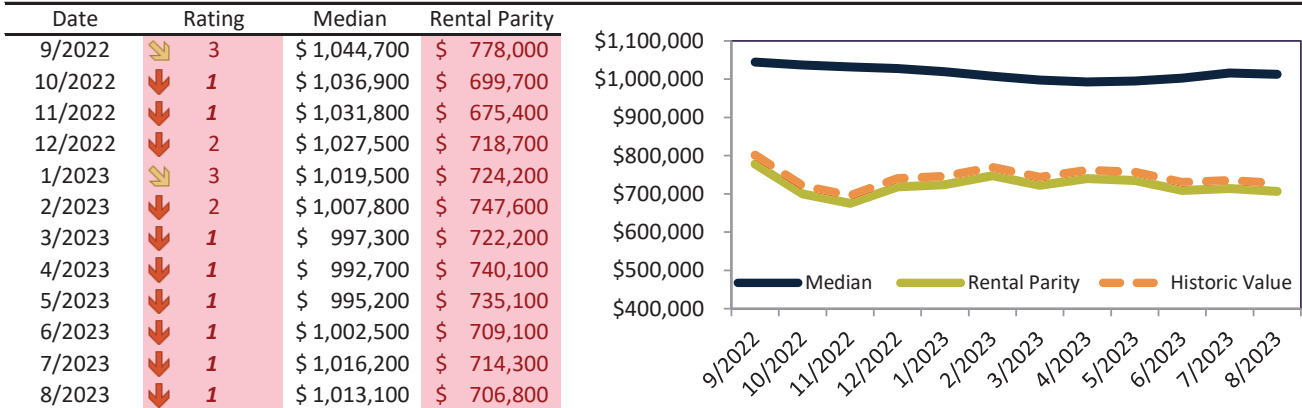 Date Rating Median Rental Parity
9/2022 3 $ 1,044,700 $ 778,000
10/2022 1 $ 1,036,900 $ 699,700
11/2022 1 $ 1,031,800 $ 675,400
12/2022 2 $ 1,027,500 $ 718,700
1/2023 3 $ 1,019,500 $ 724,200
2/2023 2 $ 1,007,800 $ 747,600
3/2023 1 $ 997,300 $ 722,200
4/2023 1 $ 992,700 $ 740,100
5/2023 1 $ 995,200 $ 735,100
6/2023 1 $ 1,002,500 $ 709,100
7/2023 1 $ 1,016,200 $ 714,300
8/2023 1 $ 1,013,100 $ 706,800
$1,100,000
$1,000,000
$900,000
$800,000
$700,000
$600,000
$500,000
$400,000
Median Rental Parity Historic Value
9/2022 10/2022 11/2022 12/2022 1/2023 2/2023 3/2023 4/2023 5/2023 6/2023 7/2023 8/2023